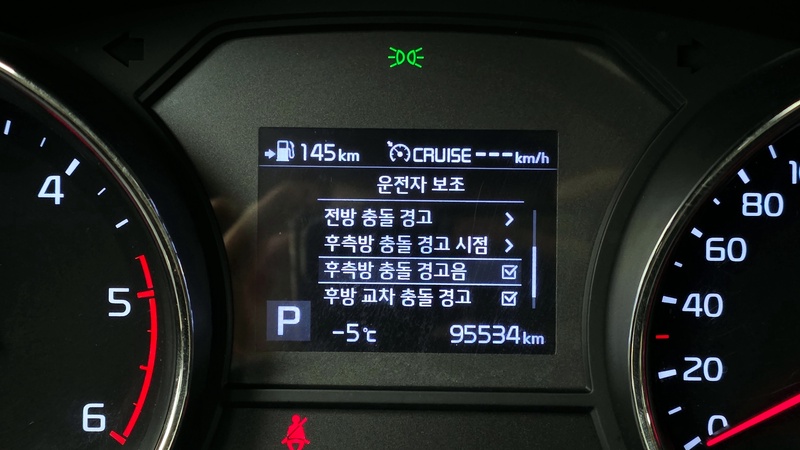 145km CRUISE---km/h
운전자 보조
전방 충돌 경고
후측방 충돌 경고 시점
후측방 충돌 경고음
후방 교차 충돌 경고
P
-5℃ 95534km
4
5
6
80
60
40
20
0